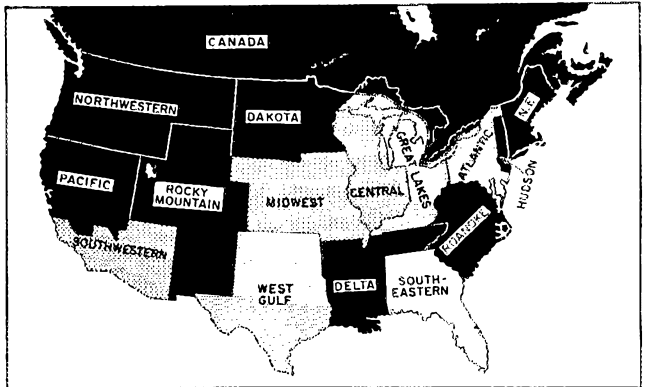 CANADA
NORTHWESTERN
DAKOTA
N.E.
GREAT
LAKES
ATLANTIC
HUDSON
PACIFIC
ROCKY
MOUNTAIN
MIDWEST
CENTRAL
ROANOKE
SOUTHWESTERN
WEST
GULF
DELTA
SOUTH-
EASTERN